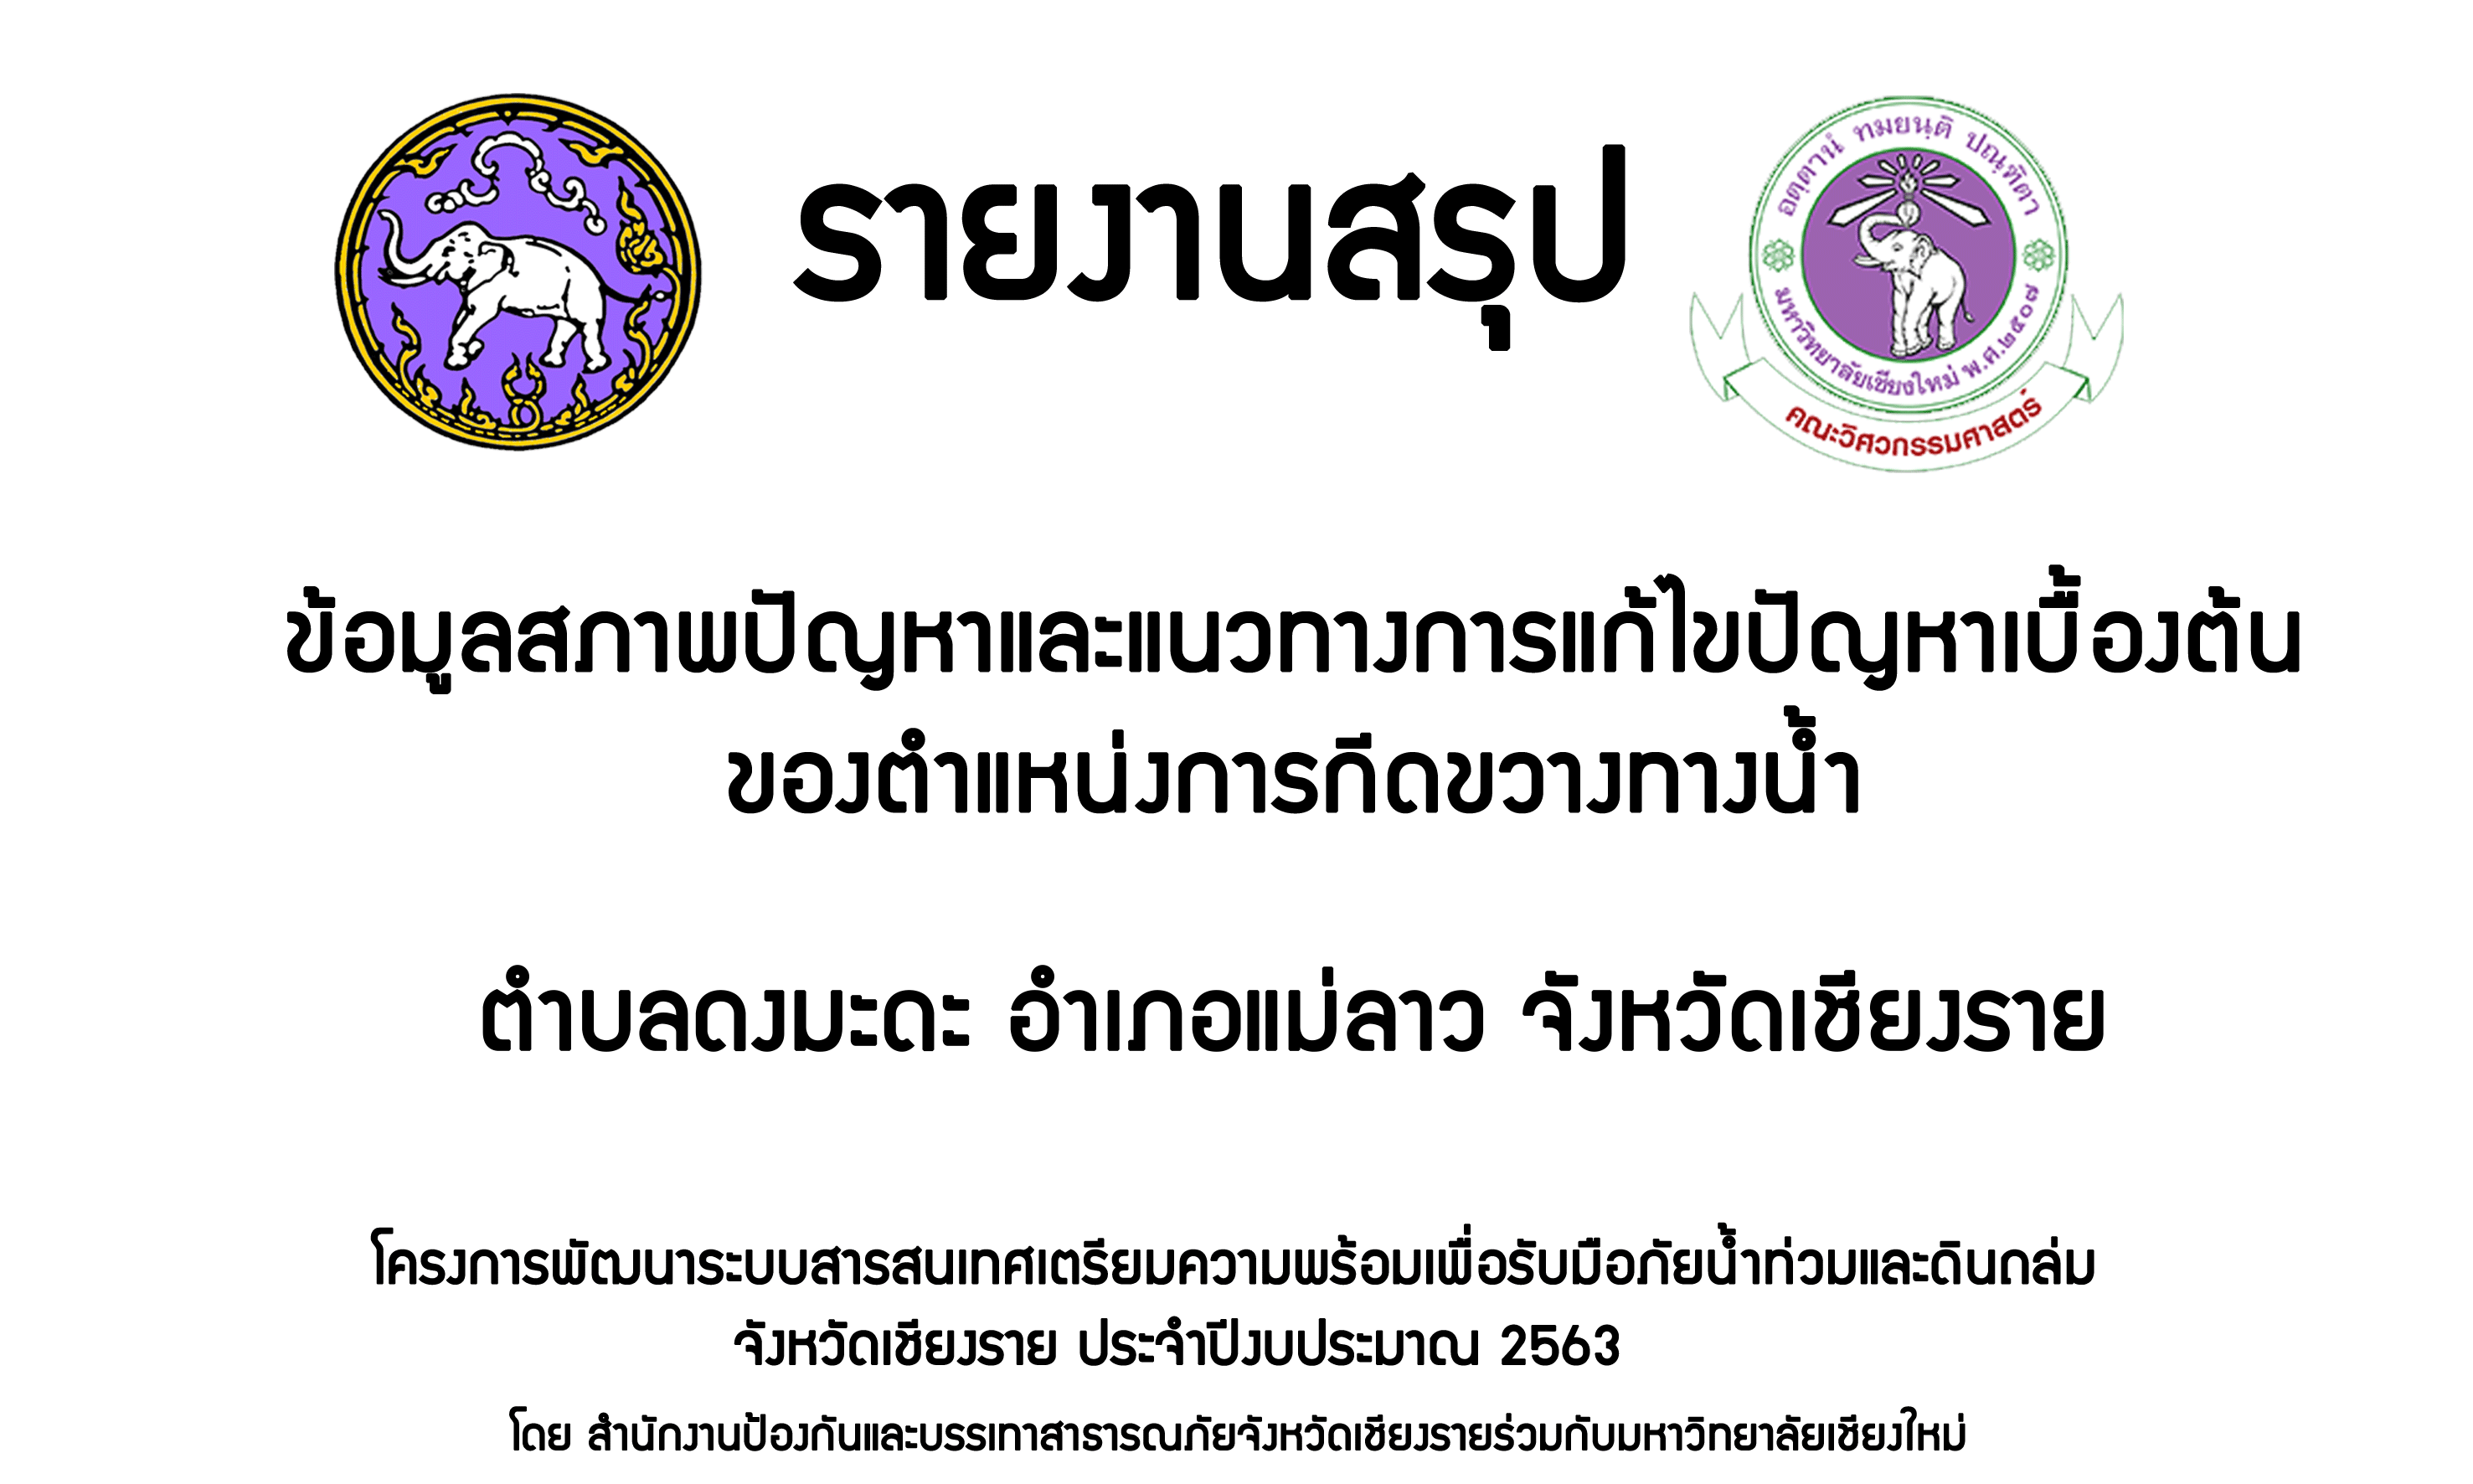 รายงานสรุป
อตฺตานํ ทมยนฺติ ปณฺฑิตา
มหาวิทยาลัยเชียงใหม่ พ.ศ.๒๕๐๗
คณะวิศวกรรมศาสตร์
ข้อมูลสภาพปัญหาและแนวทางการแก้ไขปัญหาเบื้องต้น
ของตำแหน่งการกีดขวางทางน้ำ
ตำบลดงมะดะ อำเภอแม่ลาว จังหวัดเชียงราย
โครงการพัฒนาระบบสารสนเทศเตรียมความพร้อมเพื่อรับมือภัยน้ำท่วมและดินถล่ม
จังหวัดเชียงราย ประจำปีงบประมาณ 2563
โดย สำนักงานป้องกันและบรรเทาสาธารณภัยจังหวัดเชียงรายร่วมกับมหาวิทยาลัยเชียงใหม่